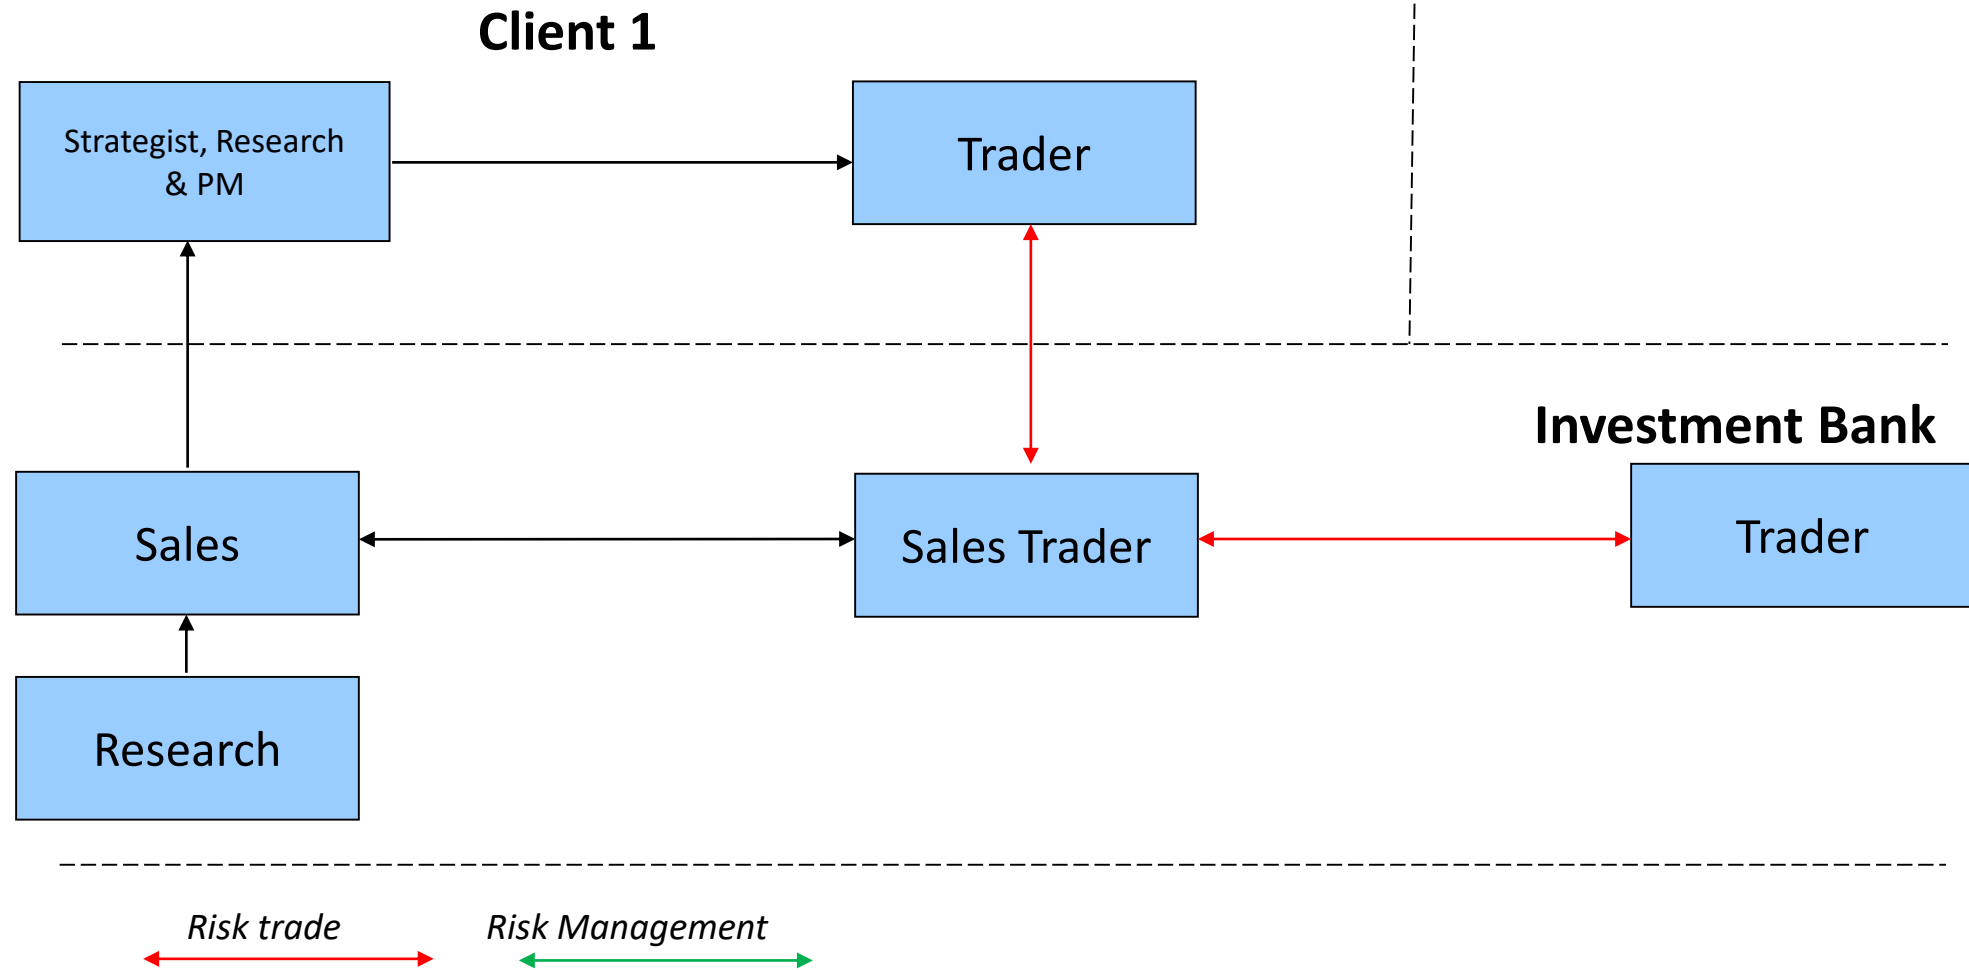 Client 1
Strategist, Research
& PM
Trader
Investment Bank
Sales
Sales Trader
Trader
Research
Risk trade
Risk Management